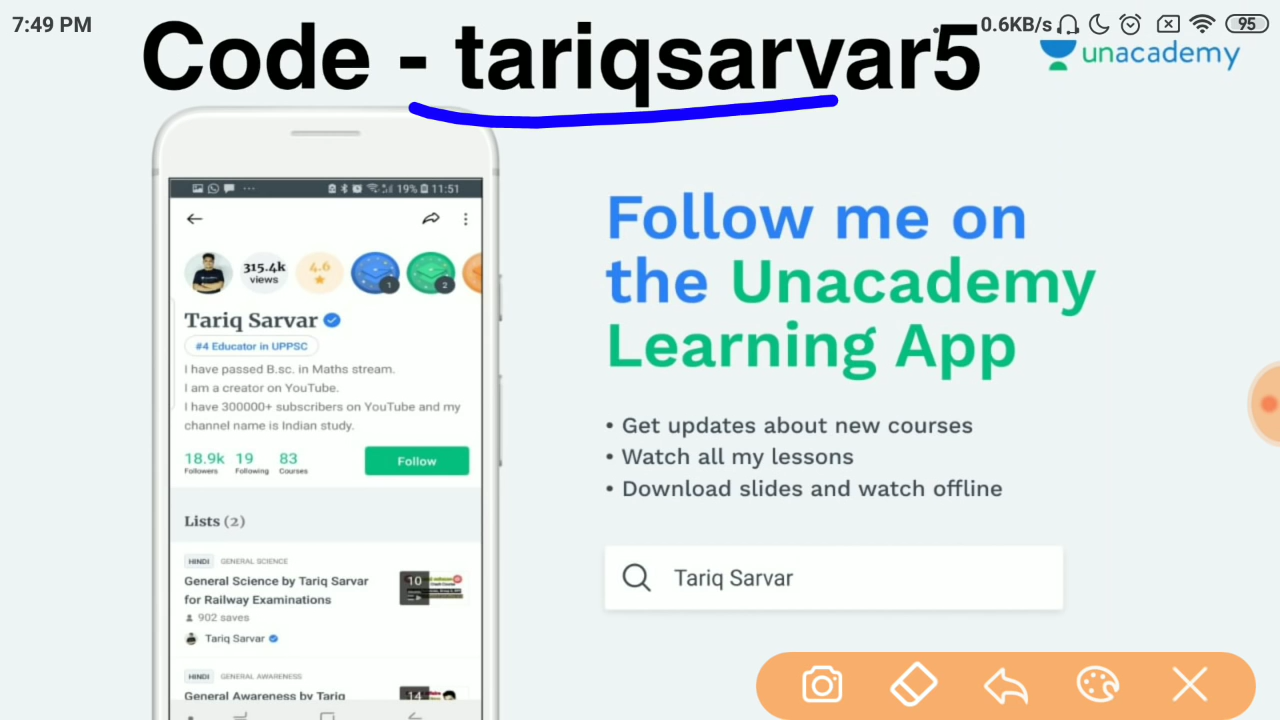 7:49 PM
0.6KB/s
95
Code - tariqsarvar5
unacademy
19% 11:51
315.4k
views
4.6
1
2
Tariq Sarvar
#4 Educator in UPPSC
I have passed B.sc. in Maths stream.
I am a creator on YouTube.
I have 300000+ subscribers on YouTube and my
channel name is Indian study.
18.9k 19 83
Followers Following Courses
Follow
Lists (2)
HINDI GENERAL SCIENCE
General Science by Tariq Sarvar
for Railway Examinations
10
902 saves
Tariq Sarvar
HINDI GENERAL AWARENESS
General Awareness by Tariq
14
Follow me on
the Unacademy
Learning App
• Get updates about new courses
• Watch all my lessons
• Download slides and watch offline
Tariq Sarvar